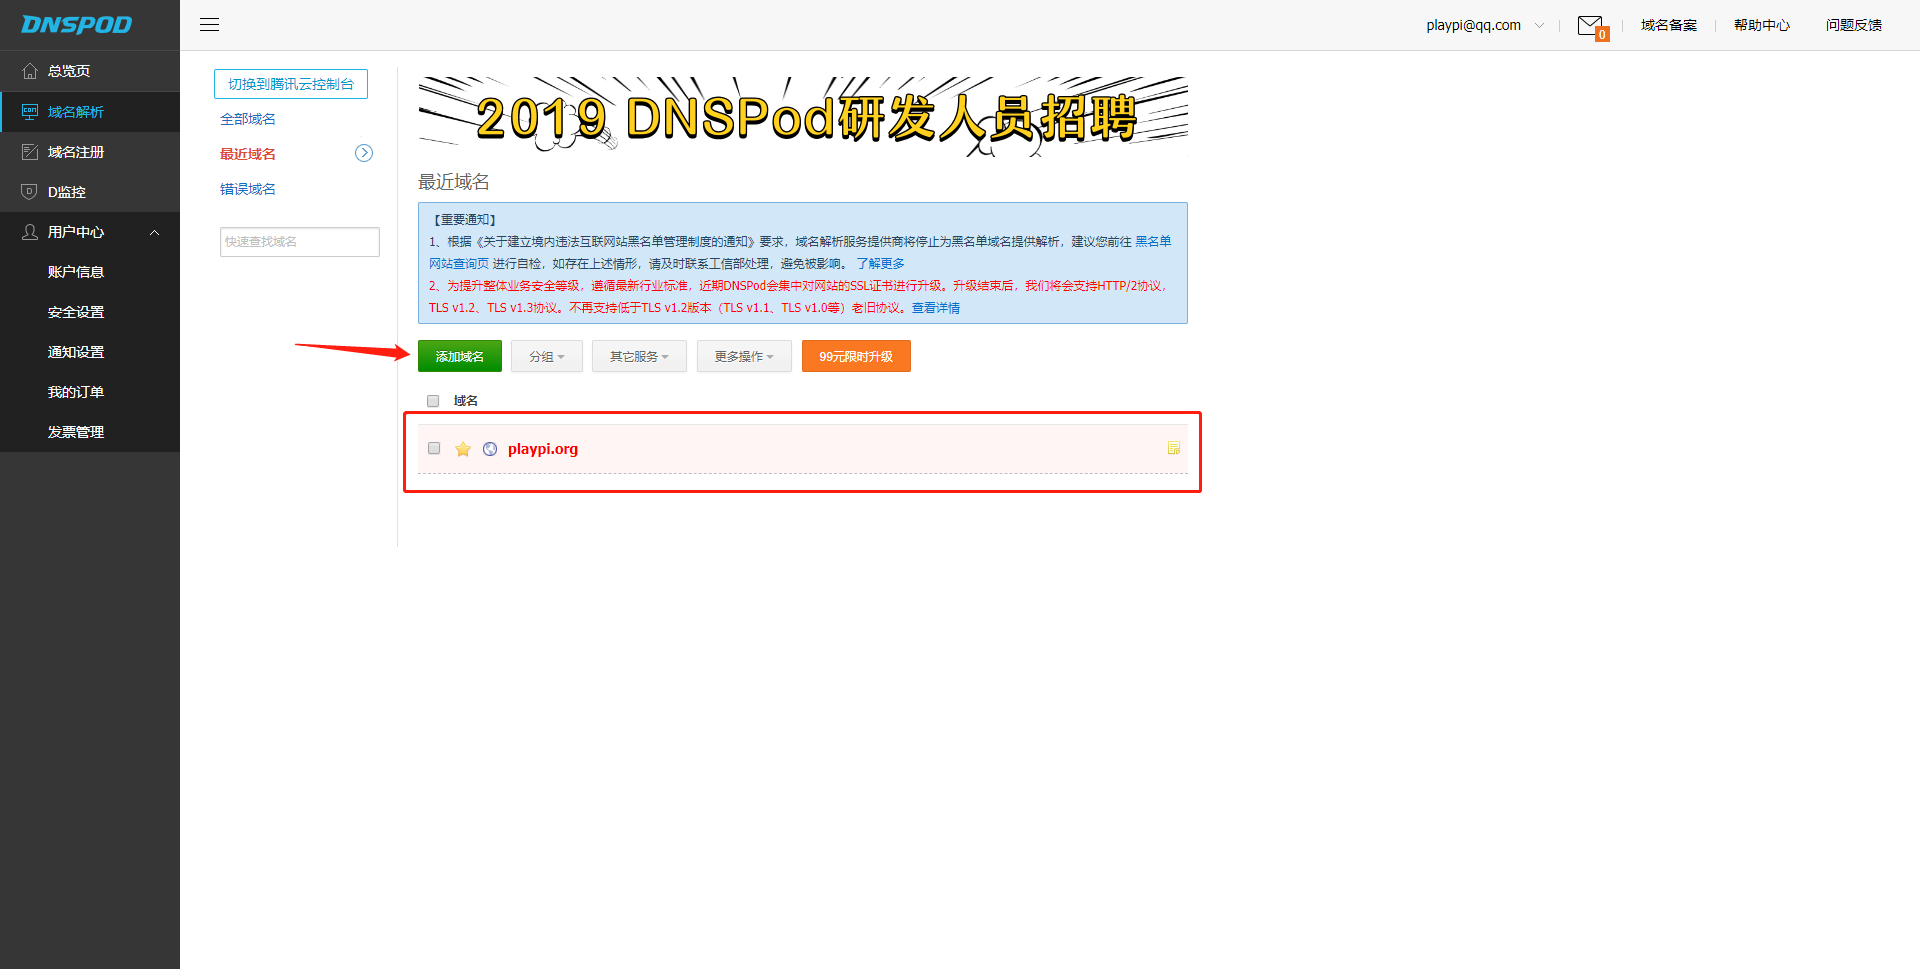 DNSPOD
playpi@qq.com
0
域名备案
帮助中心
问题反馈
总览页
域名解析
域名注册
D监控
用户中心
账户信息
安全设置
通知设置
我的订单
发票管理
切换到腾讯云控制台
全部域名
最近域名
错误域名
快速查找域名
2019 DNSPod研发人员招聘
最近域名
【重要通知】
1、根据《关于建立境内违法互联网站黑名单管理制度的通知》要求，域名解析服务提供商将停止为黑名单域名提供解析，建议您前往 黑名单
网站查询页 进行自检，如存在上述情形，请及时联系工信部处理，避免被影响。 了解更多
2、为提升整体业务安全等级，遵循最新行业标准，近期DNSPod会集中对网站的SSL证书进行升级。升级结束后，我们将会支持HTTP/2协议，
TLS v1.2、TLS v1.3协议。不再支持低于TLS v1.2版本（TLS v1.1、TLS v1.0等）老旧协议。查看详情
添加域名
分组
其它服务
更多操作
99元限时升级
域名
playpi.org